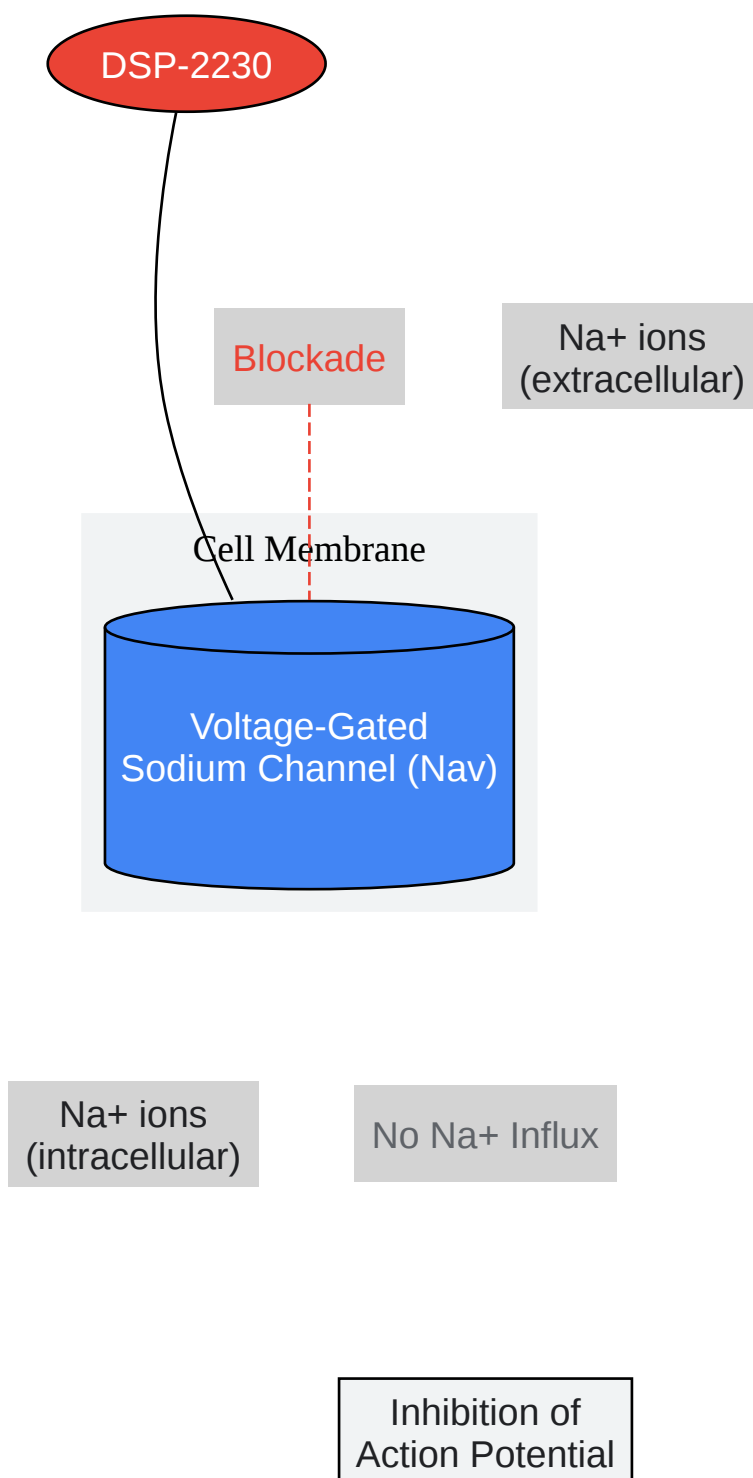 DSP-2230
Blockade
Na+ ions
(extracellular)
Cell Membrane
Voltage-Gated
Sodium Channel (Nav)
Na+ ions
(intracellular)
No Na+ Influx
Inhibition of
Action Potential